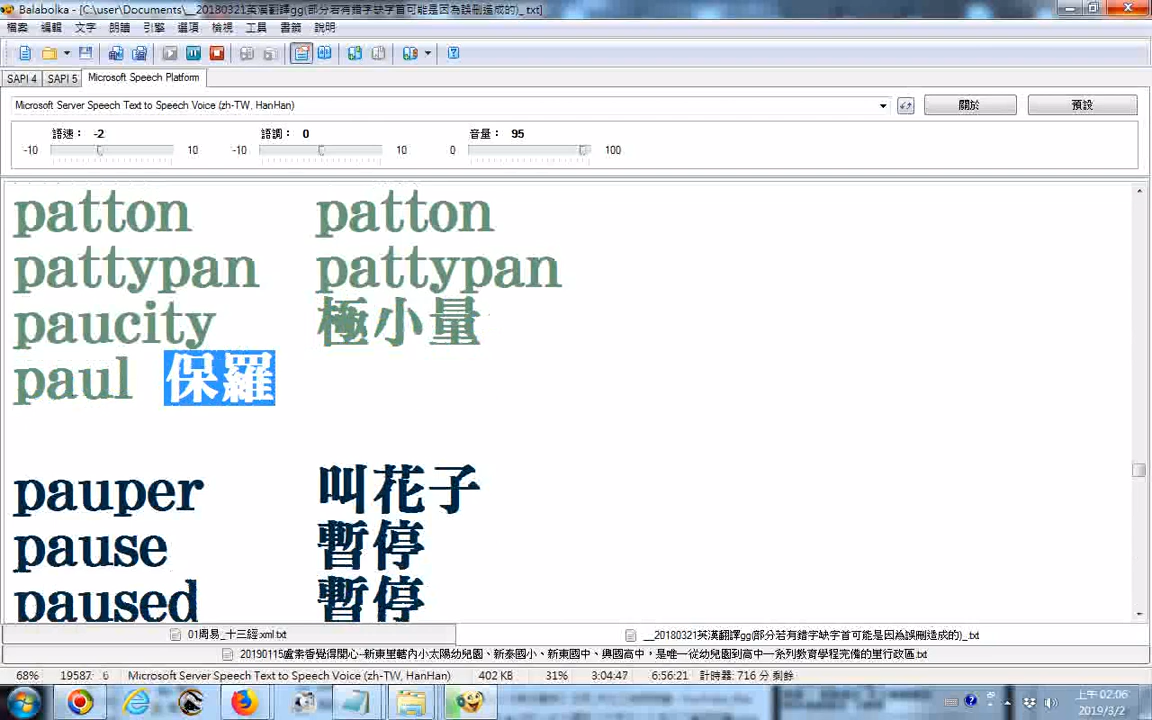 Balabolka - [C:\user\Documents\__20180321英漢翻譯gg(部分若有錯字缺字首可能是因為誤刪造成的)_.txt]
檔案 編輯 文字 朗讀 引擎 選項 檢視 工具 書籤 說明
SAPI 4 SAPI 5 Microsoft Speech Platform
Microsoft Server Speech Text to Speech Voice (zh-TW, HanHan) 關於 預設
語速： -2 語調： 0 音量： 95
-10 10 -10 10 0 100
patton patton
pattypan pattypan
paucity 極小量
paul 保羅
pauper 叫花子
pause 暫停
paused 暫停
01周易_十三經.xml.txt __20180321英漢翻譯gg(部分若有錯字缺字首可能是因為誤刪造成的)_.txt
20190115盧素香覺得開心--新東里轄內小太陽幼兒園、新泰國小、新東國中、興國高中，是唯一從幼兒園到高中一系列教育學程完備的里行政區.txt
68% 19587: 6 Microsoft Server Speech Text to Speech Voice (zh-TW, HanHan) 402 KB 31% 3:04:47 6:56:21 計時器: 716 分 剩餘
上午 02:06
2019/3/2